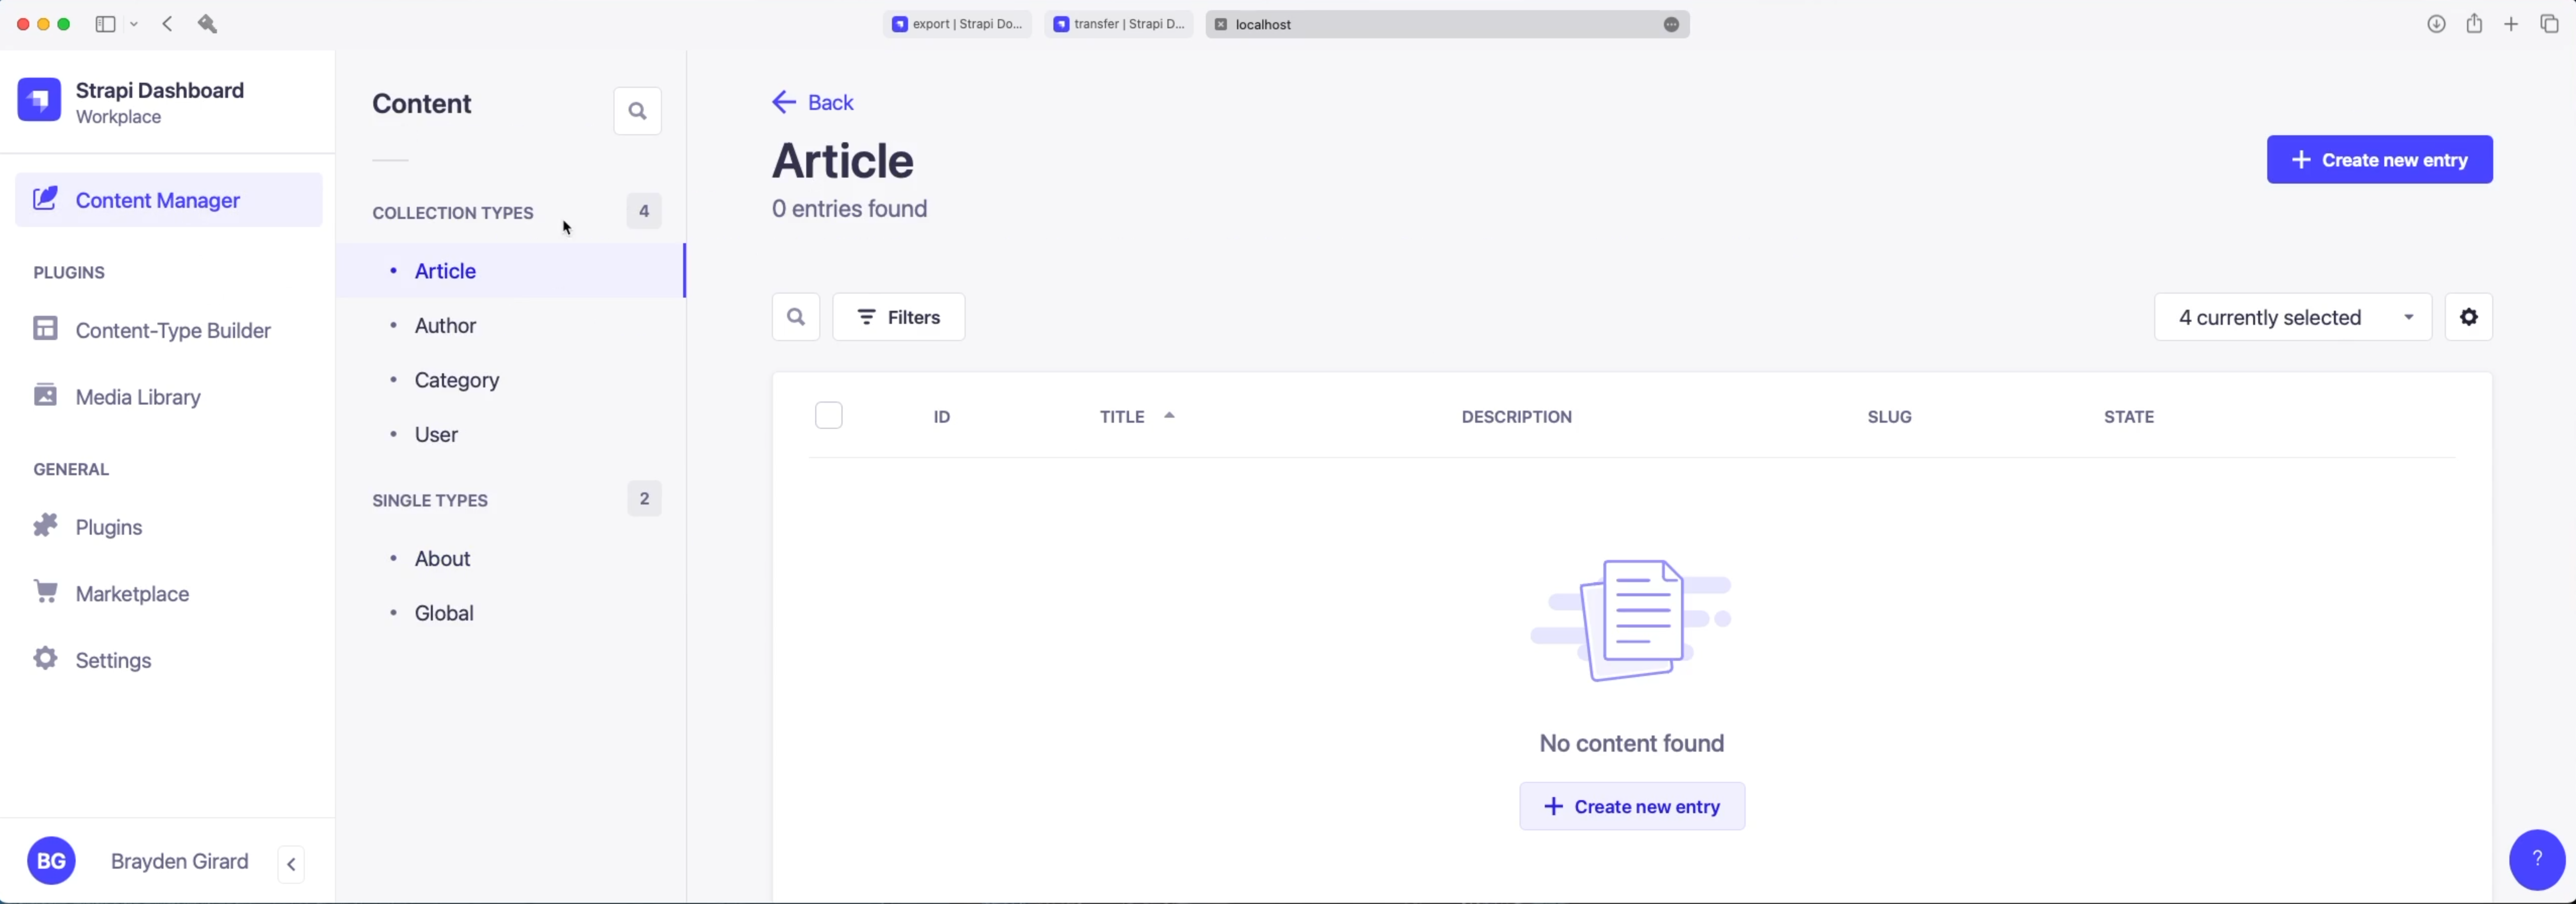 export | Strapi Do...
transfer | Strapi D...
localhost
Strapi Dashboard
Workplace
Content Manager
PLUGINS
Content-Type Builder
Media Library
GENERAL
Plugins
Marketplace
Settings
BG
Brayden Girard
Content
COLLECTION TYPES 4
Article
Author
Category
User
SINGLE TYPES 2
About
Global
Back
Article
0 entries found
+ Create new entry
Filters
4 currently selected
ID TITLE DESCRIPTION SLUG STATE
No content found
+ Create new entry
?